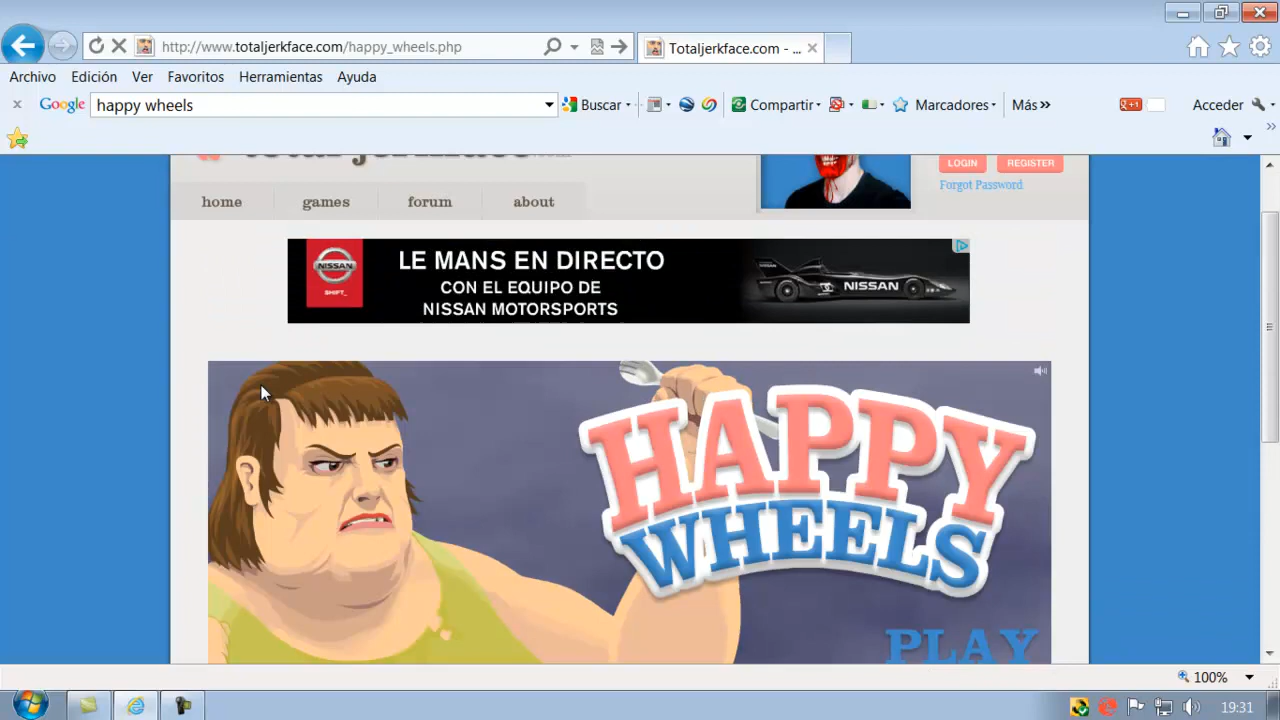 http://www.totaljerkface.com/happy_wheels.php
Totaljerkface.com - ...
Archivo Edición Ver Favoritos Herramientas Ayuda
Google happy wheels Buscar Compartir Marcadores Más» +1 Acceder
LOGIN REGISTER
Forgot Password
home games forum about
NISSAN
SHIFT_
LE MANS EN DIRECTO
CON EL EQUIPO DE
NISSAN MOTORSPORTS
NISSAN
HAPPY
WHEELS
PLAY
100%
19:31